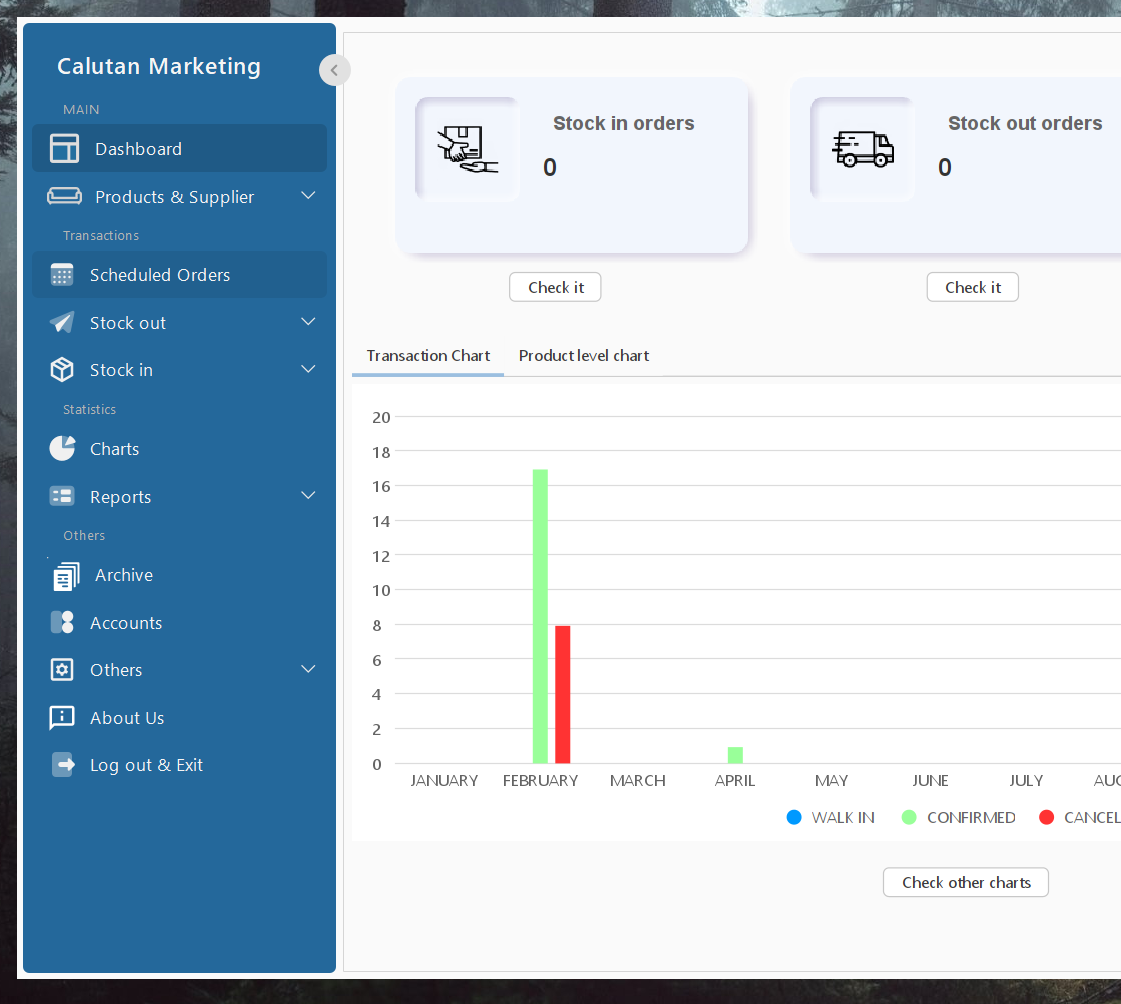 Calutan Marketing
MAIN
Dashboard
Products & Supplier
Transactions
Scheduled Orders
Stock out
Stock in
Statistics
Charts
Reports
Others
Archive
Accounts
Others
About Us
Log out & Exit
Stock in orders
0
Check it
Stock out orders
0
Check it
Transaction Chart Product level chart
20
18
16
14
12
10
8
6
4
2
0
JANUARY FEBRUARY MARCH APRIL MAY JUNE JULY AUG
WALK IN CONFIRMED CANCEL
Check other charts